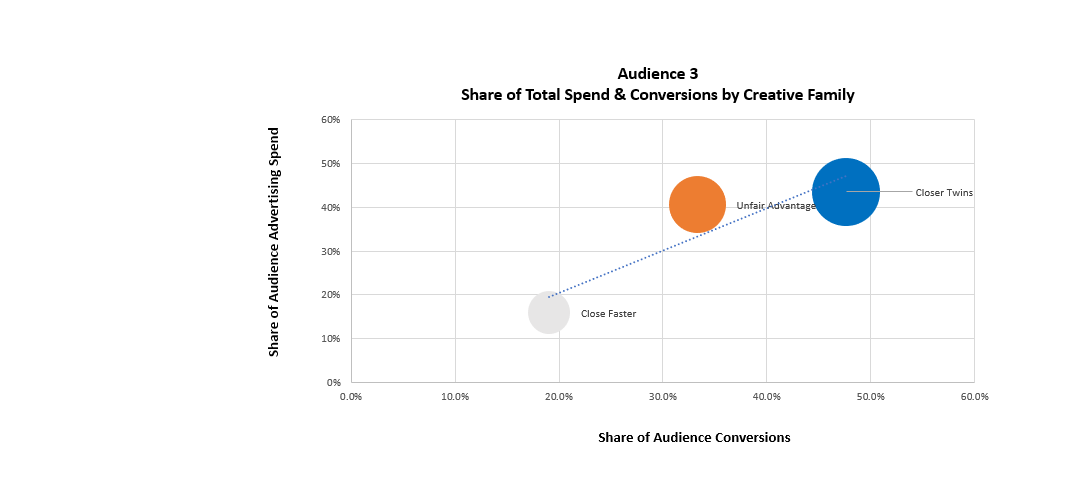 Audience 3
Share of Total Spend & Conversions by Creative Family
Share of Audience Advertising Spend
60%
50%
40%
30%
20%
10%
0%
Closer Twins
Unfair Advantage
Close Faster
0.0%
10.0%
20.0%
30.0%
40.0%
50.0%
60.0%
Share of Audience Conversions